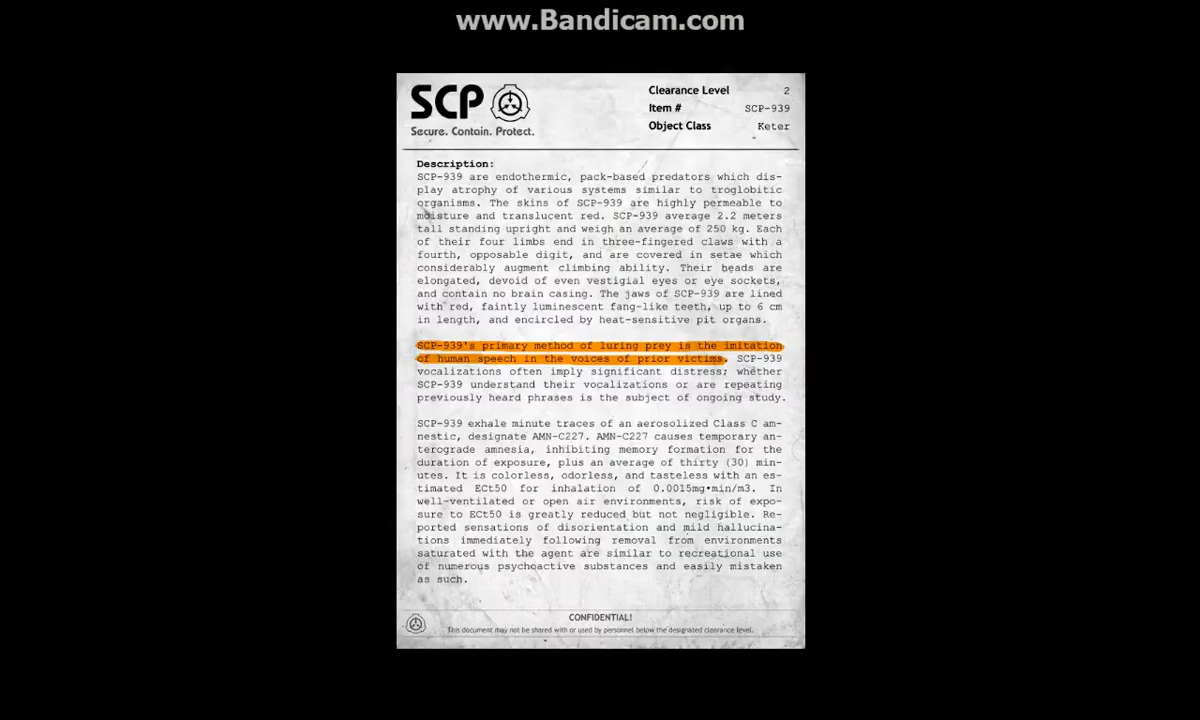 www.Bandicam.com
SCP
Secure. Contain. Protect.
Clearance Level 2
Item # SCP-939
Object Class Keter
Description:
SCP-939 are endothermic, pack-based predators which dis-
play atrophy of various systems similar to troglobitic
organisms. The skins of SCP-939 are highly permeable to
moisture and translucent red. SCP-939 average 2.2 meters
tall standing upright and weigh an average of 250 kg. Each
of their four limbs end in three-fingered claws with a
fourth, opposable digit, and are covered in setae which
considerably augment climbing ability. Their heads are
elongated, devoid of even vestigial eyes or eye sockets,
and contain no brain casing. The jaws of SCP-939 are lined
with red, faintly luminescent fang-like teeth, up to 6 cm
in length, and encircled by heat-sensitive pit organs.
SCP-939's primary method of luring prey is the imitation
of human speech in the voices of prior victims. SCP-939
vocalizations often imply significant distress; whether
SCP-939 understand their vocalizations or are repeating
previously heard phrases is the subject of ongoing study.
SCP-939 exhale minute traces of an aerosolized Class C am-
nestic, designate AMN-C227. AMN-C227 causes temporary an-
terograde amnesia, inhibiting memory formation for the
duration of exposure, plus an average of thirty (30) min-
utes. It is colorless, odorless, and tasteless with an es-
timated ECt50 for inhalation of 0.0015mg•min/m3. In
well-ventilated or open air environments, risk of expo-
sure to ECt50 is greatly reduced but not negligible. Re-
ported sensations of disorientation and mild hallucina-
tions immediately following removal from environments
saturated with the agent are similar to recreational use
of numerous psychoactive substances and easily mistaken
as such.
CONFIDENTIAL!
This document may not be shared with or used by personnel below the designated clearance level.